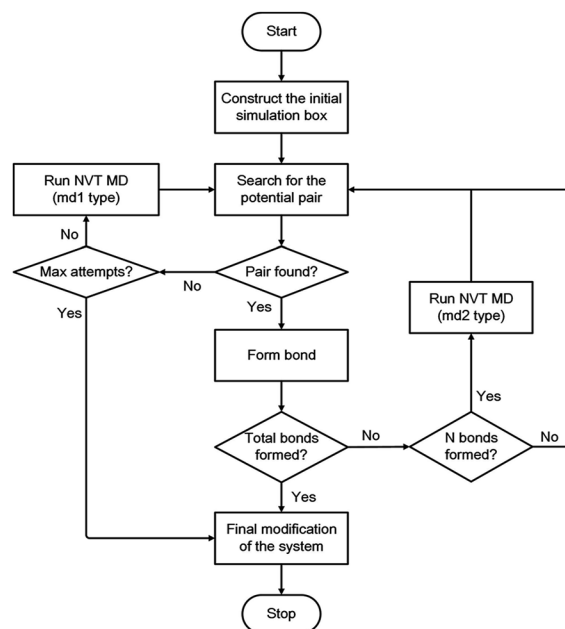 Start
Construct the initial
simulation box
Run NVT MD
(md1 type)
Search for the
potential pair
No
Max attempts?
No
Pair found?
Yes
Yes
Run NVT MD
(md2 type)
Form bond
Yes
Total bonds
formed?
No
N bonds
formed?
No
Yes
Final modification
of the system
Stop